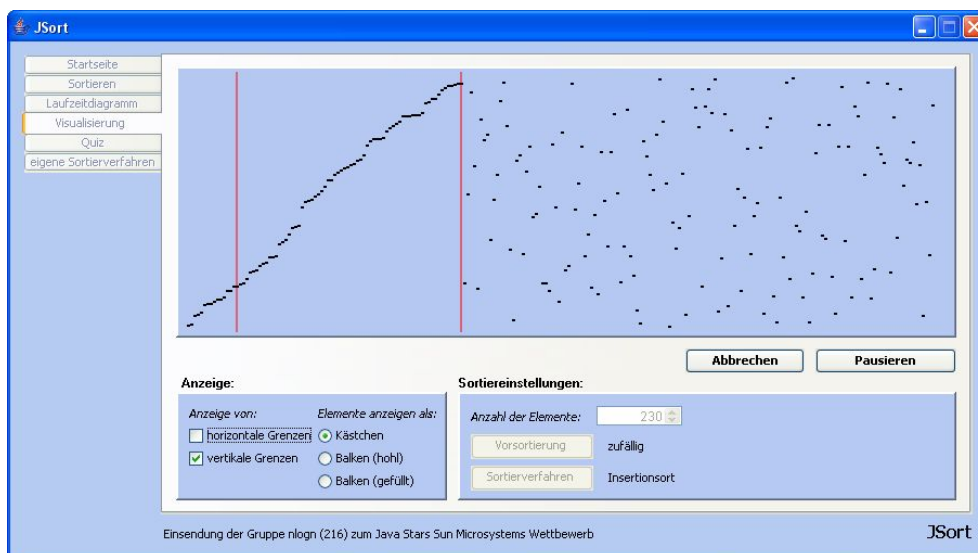 JSort
Startseite
Sortieren
Laufzeitdiagramm
Visualisierung
Quiz
eigene Sortierverfahren
Abbrechen
Pausieren
Anzeige:
Anzeige von:
Elemente anzeigen als:
horizontale Grenzen
Kästchen
vertikale Grenzen
Balken (hohl)
Balken (gefüllt)
Sortiereinstellungen:
Anzahl der Elemente:
230
Vorsortierung
zufällig
Sortierverfahren
Insertionsort
Einsendung der Gruppe nlogn (216) zum Java Stars Sun Microsystems Wettbewerb
JSort